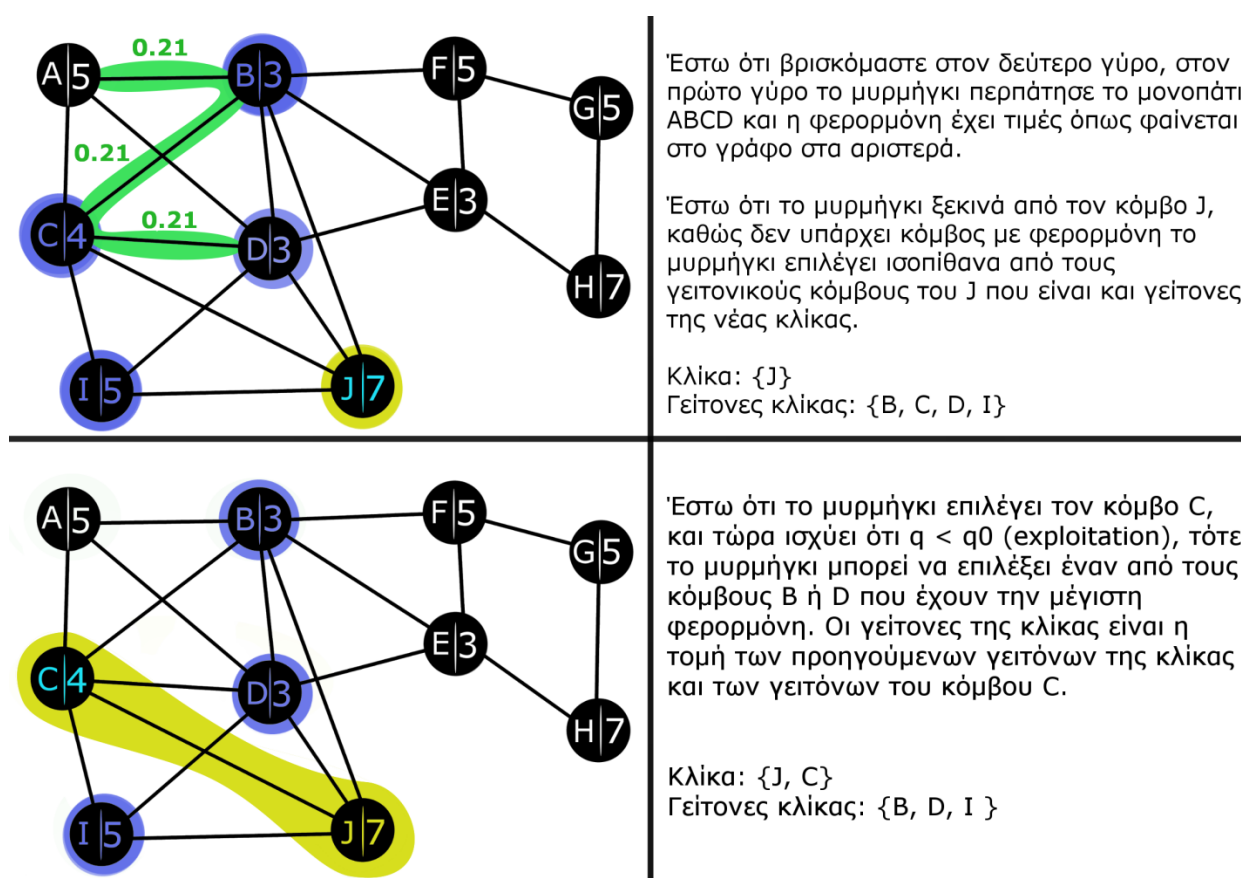 0.21
A|5
B|3
F|5
G|5
0.21
E|3
C|4
0.21
D|3
H|7
I|5
J|7
Έστω ότι βρισκόμαστε στον δεύτερο γύρο, στον
πρώτο γύρο το μυρμήγκι περπάτησε το μονοπάτι
ABCD και η φερορμόνη έχει τιμές όπως φαίνεται
στο γράφο στα αριστερά.
Έστω ότι το μυρμήγκι ξεκινά από τον κόμβο J,
καθώς δεν υπάρχει κόμβος με φερορμόνη το
μυρμήγκι επιλέγει ισοπίθανα από τους
γειτονικούς κόμβους του J που είναι και γείτονες
της νέας κλίκας.
Κλίκα: {J}
Γείτονες κλίκας: {B, C, D, I}
A|5
B|3
F|5
G|5
E|3
C|4
D|3
H|7
I|5
J|7
Έστω ότι το μυρμήγκι επιλέγει τον κόμβο C,
και τώρα ισχύει ότι q < q0 (exploitation), τότε
το μυρμήγκι μπορεί να επιλέξει έναν από τους
κόμβους B ή D που έχουν την μέγιστη
φερορμόνη. Οι γείτονες της κλίκας είναι η
τομή των προηγούμενων γειτόνων της κλίκας
και των γειτόνων του κόμβου C.
Κλίκα: {J, C}
Γείτονες κλίκας: {B, D, I }